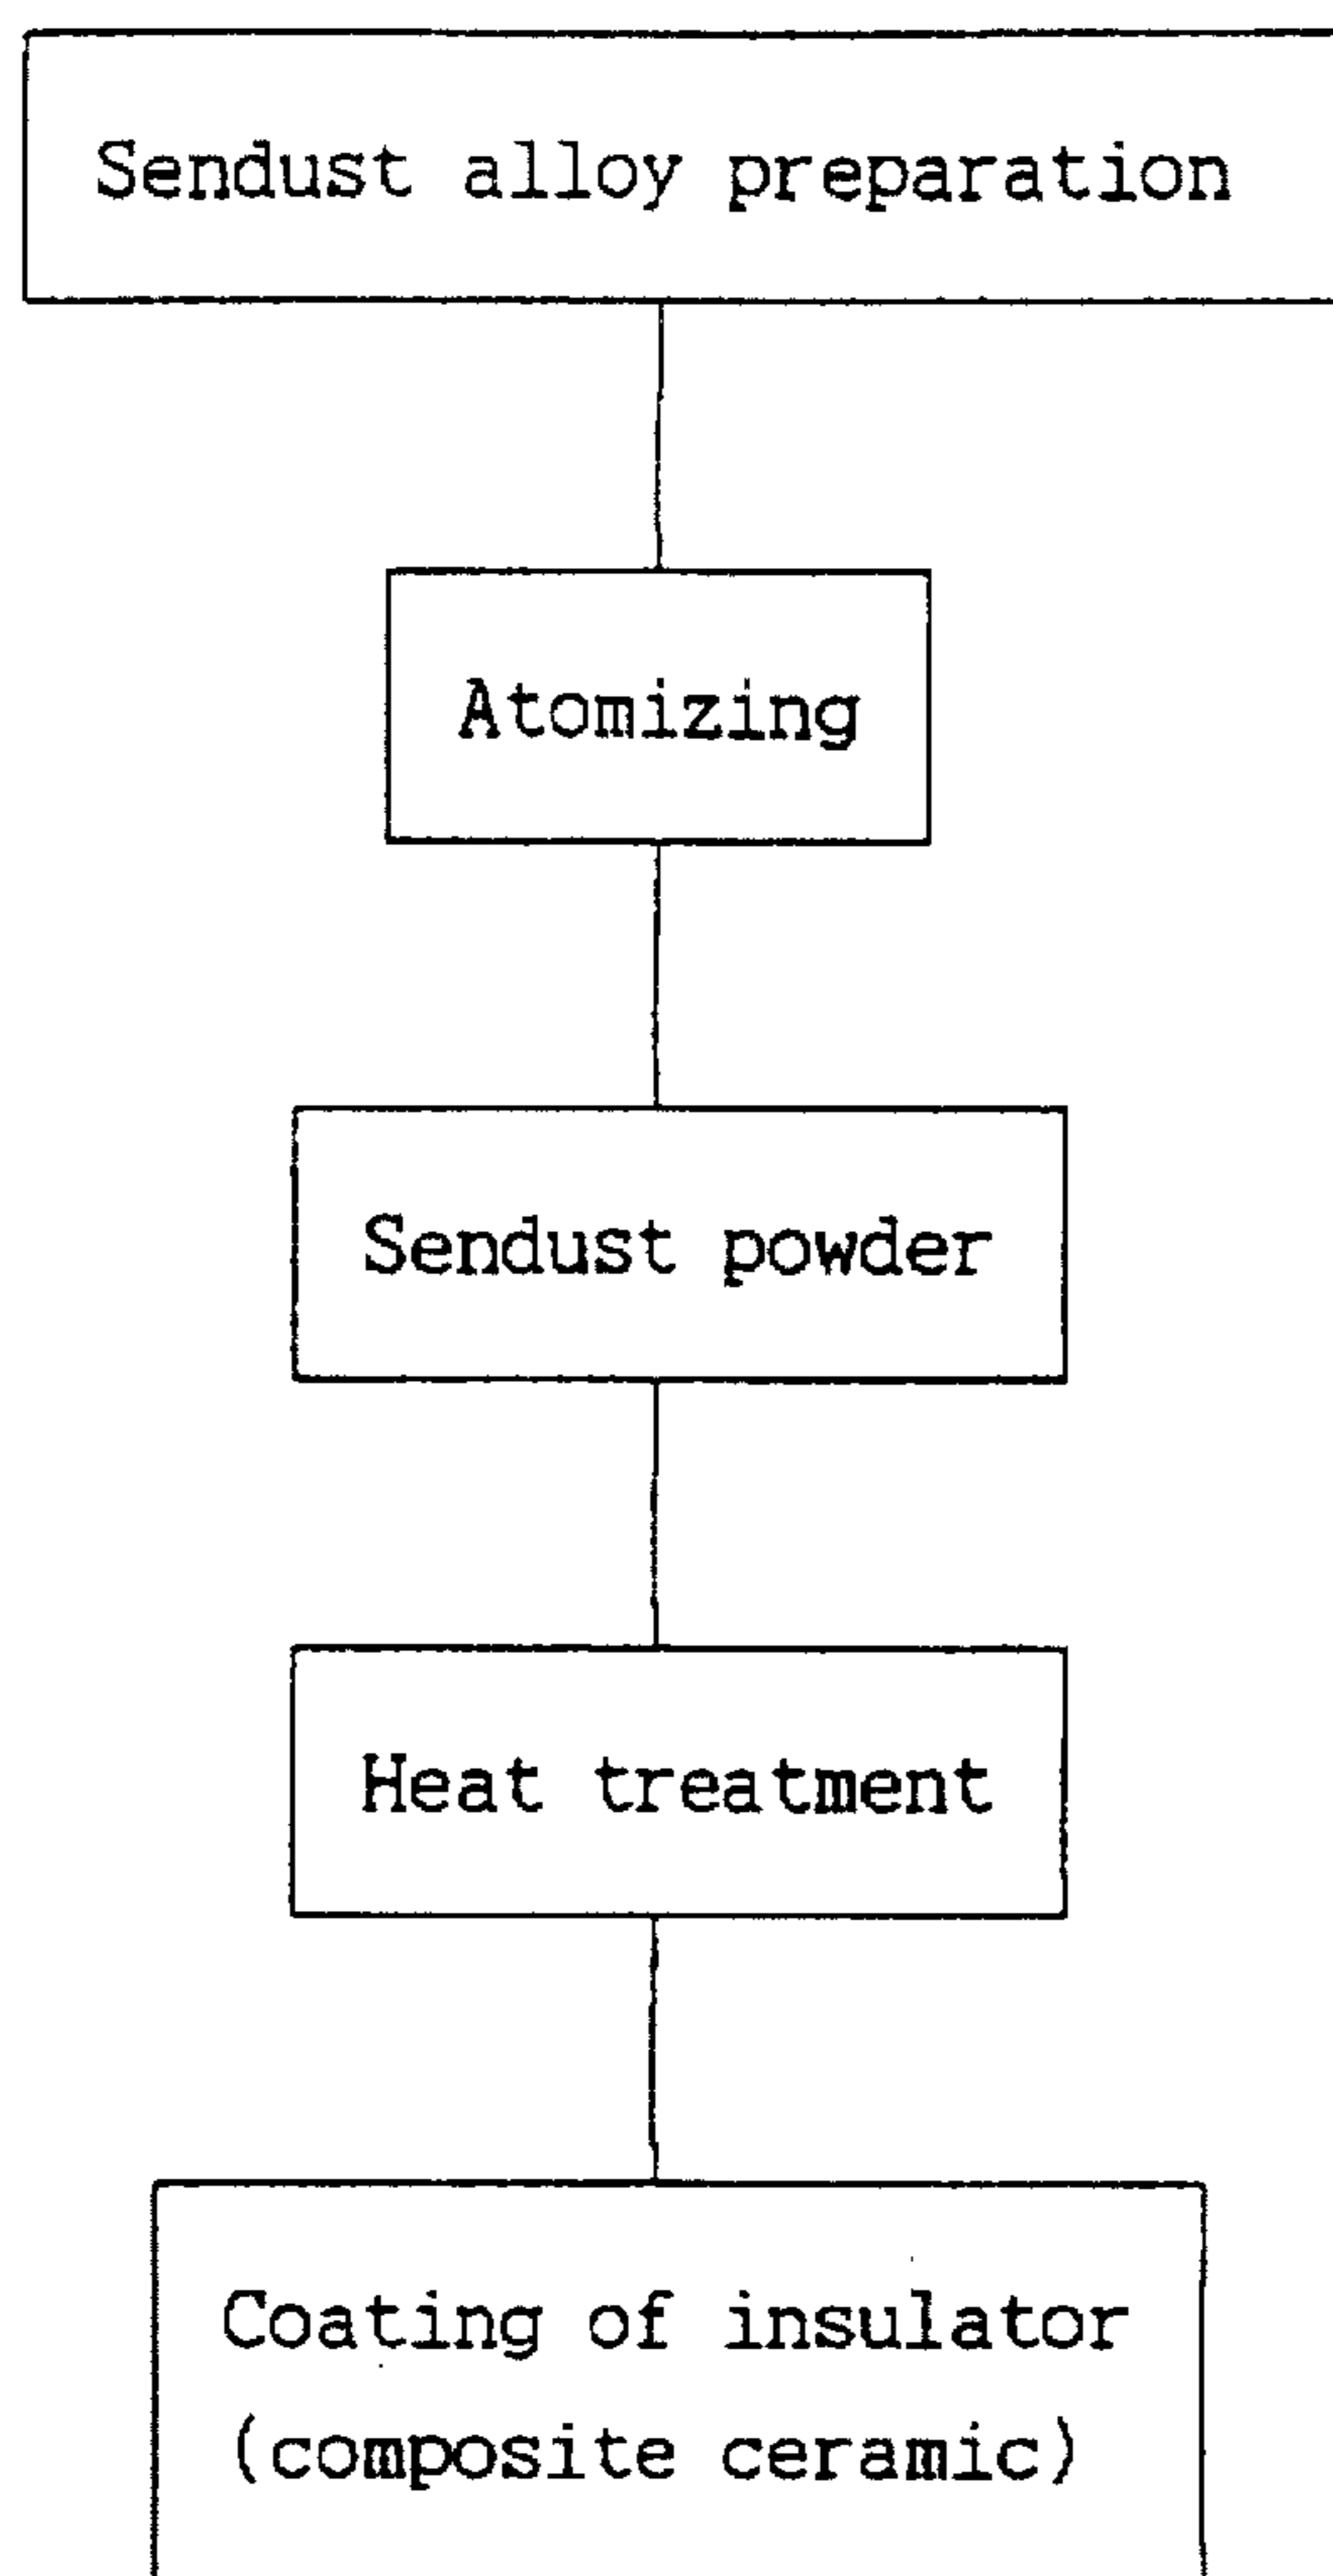 Sendust alloy preparation
Atomizing
Sendust powder
Heat treatment
Coating of insulator
(composite ceramic)